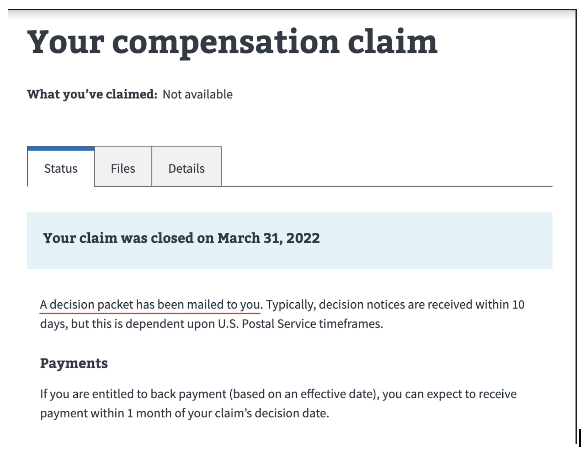 Your compensation claim
What you’ve claimed: Not available
Status Files Details
Your claim was closed on March 31, 2022
A decision packet has been mailed to you. Typically, decision notices are received within 10
days, but this is dependent upon U.S. Postal Service timeframes.
Payments
If you are entitled to back payment (based on an effective date), you can expect to receive
payment within 1 month of your claim’s decision date.